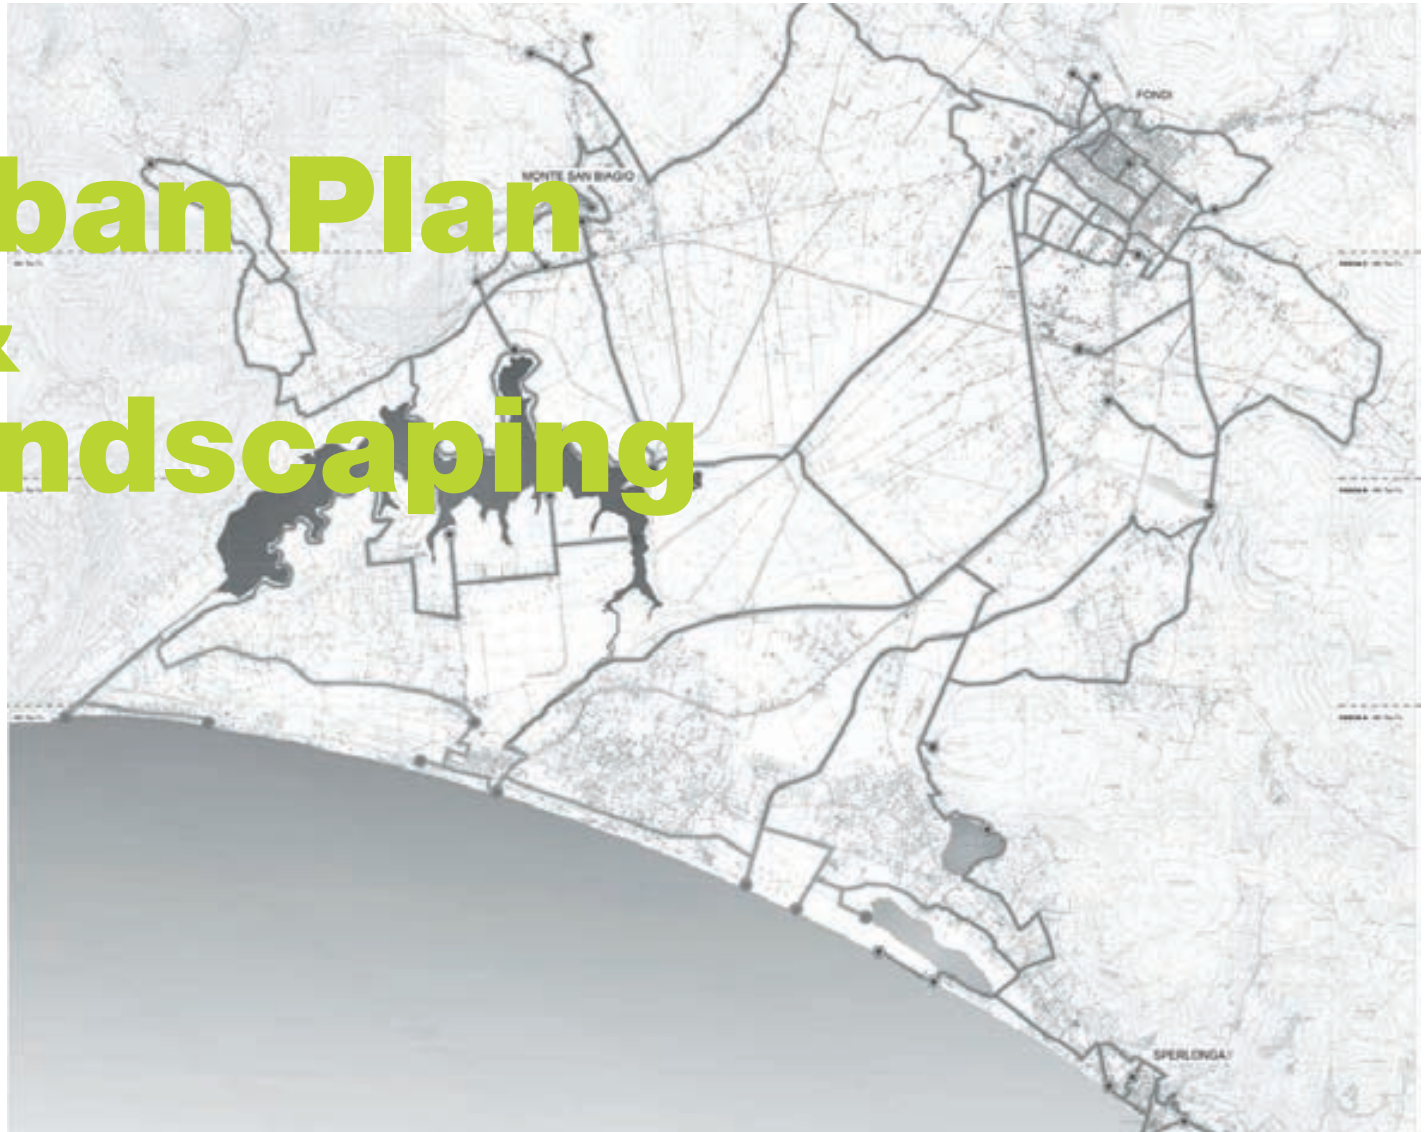 FONDI
MONTE SAN BIAGIO
ban Plan
&
ndscaping
SPERLONGA